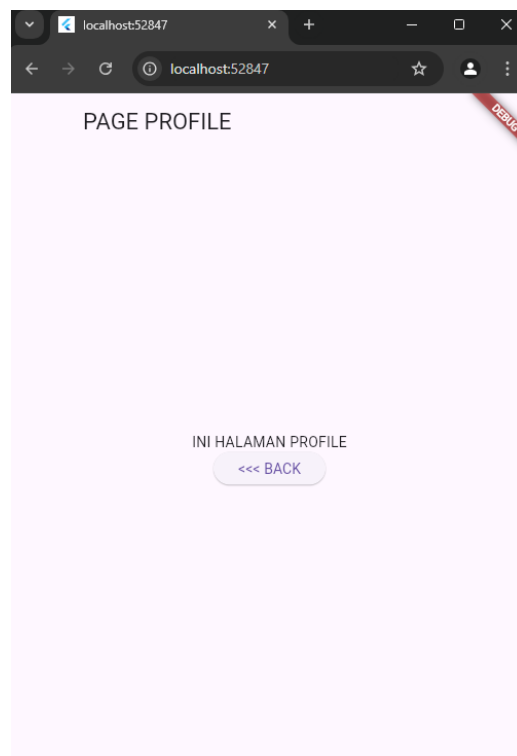 localhost:52847
localhost:52847
PAGE PROFILE
DEBUG
INI HALAMAN PROFILE
<<< BACK